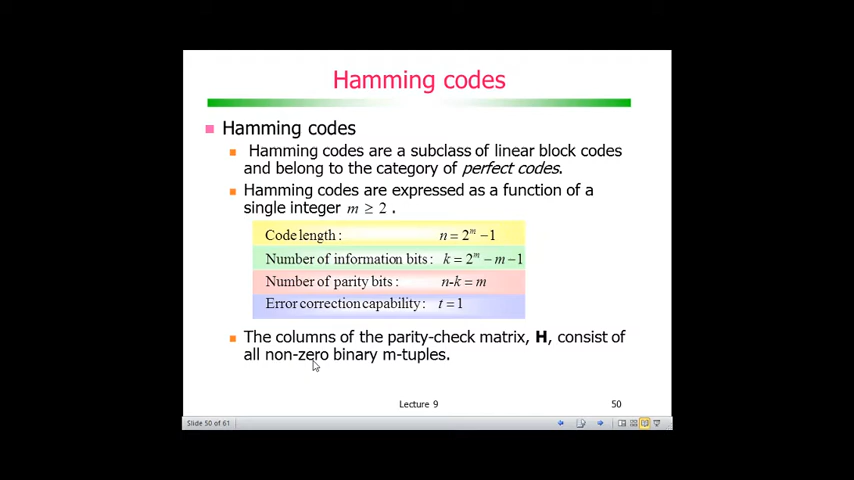 Hamming codes
Hamming codes
Hamming codes are a subclass of linear block codes
and belong to the category of perfect codes.
Hamming codes are expressed as a function of a
single integer m ≥ 2 .
Code length : n = 2^m − 1
Number of information bits : k = 2^m − m − 1
Number of parity bits : n-k = m
Error correction capability : t = 1
The columns of the parity-check matrix, H, consist of
all non-zero binary m-tuples.
Lecture 9 50
Slide 50 of 61